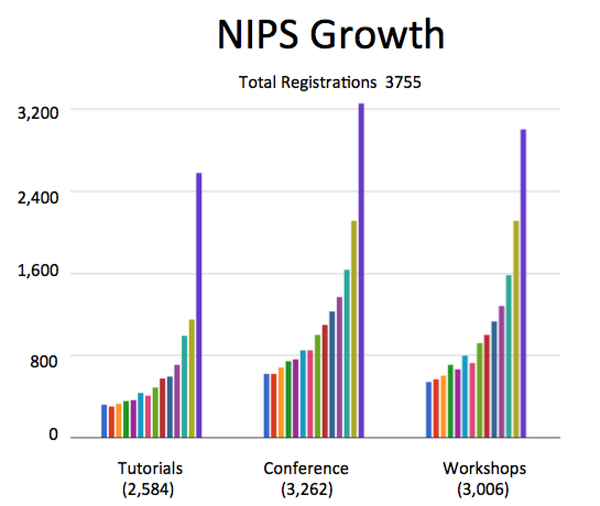 NIPS Growth
Total Registrations 3755
3,200
2,400
1,600
800
0
Tutorials
(2,584)
Conference
(3,262)
Workshops
(3,006)